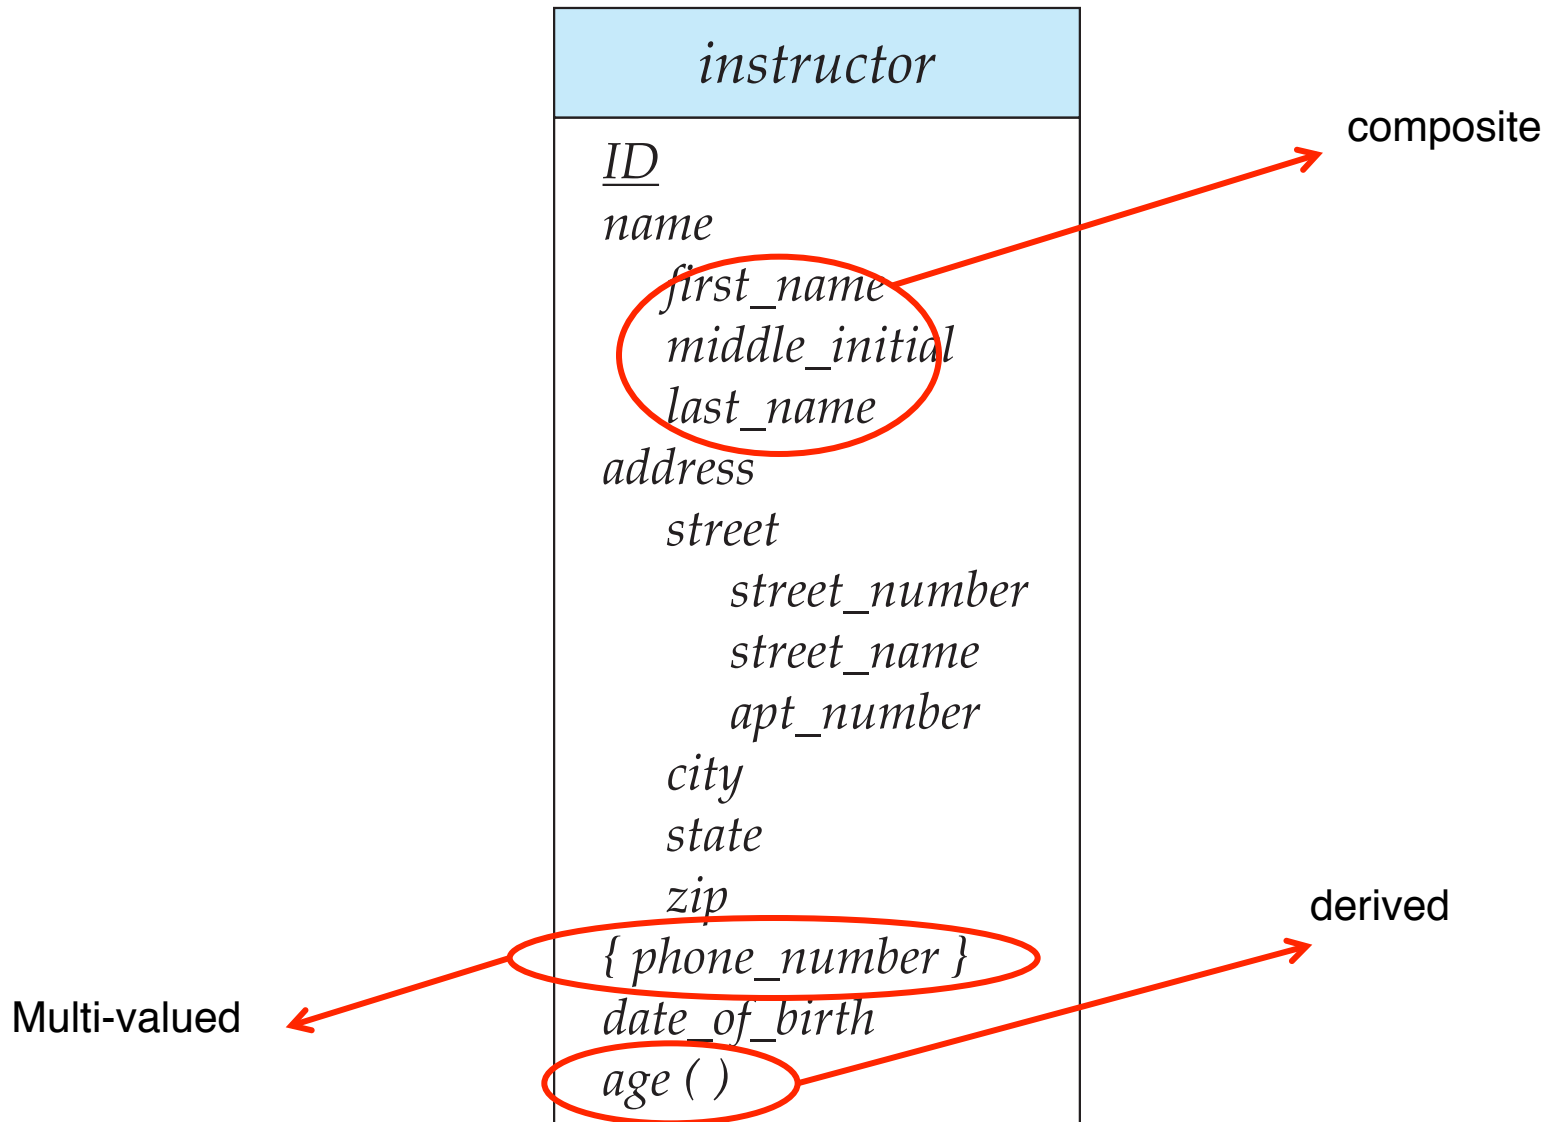 instructor
composite
ID
name
first_name
middle_initial
last_name
address
street
street_number
street_name
apt_number
city
state
zip
derived
{ phone_number }
Multi-valued
date_of_birth
age ( )